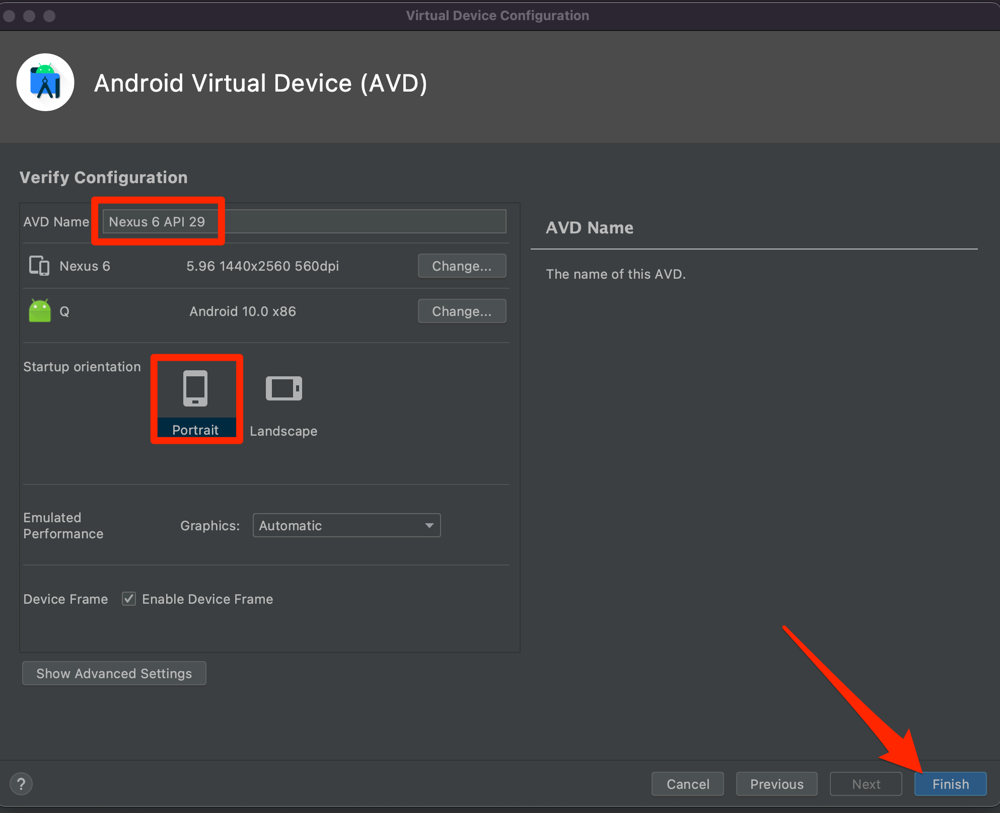 Virtual Device Configuration
Android Virtual Device (AVD)
Verify Configuration
AVD Name Nexus 6 API 29
Nexus 6 5.96 1440x2560 560dpi Change...
Q Android 10.0 x86 Change...
Startup orientation
Portrait Landscape
Emulated
Performance
Graphics: Automatic
Device Frame Enable Device Frame
Show Advanced Settings
AVD Name
The name of this AVD.
? Cancel Previous Next Finish